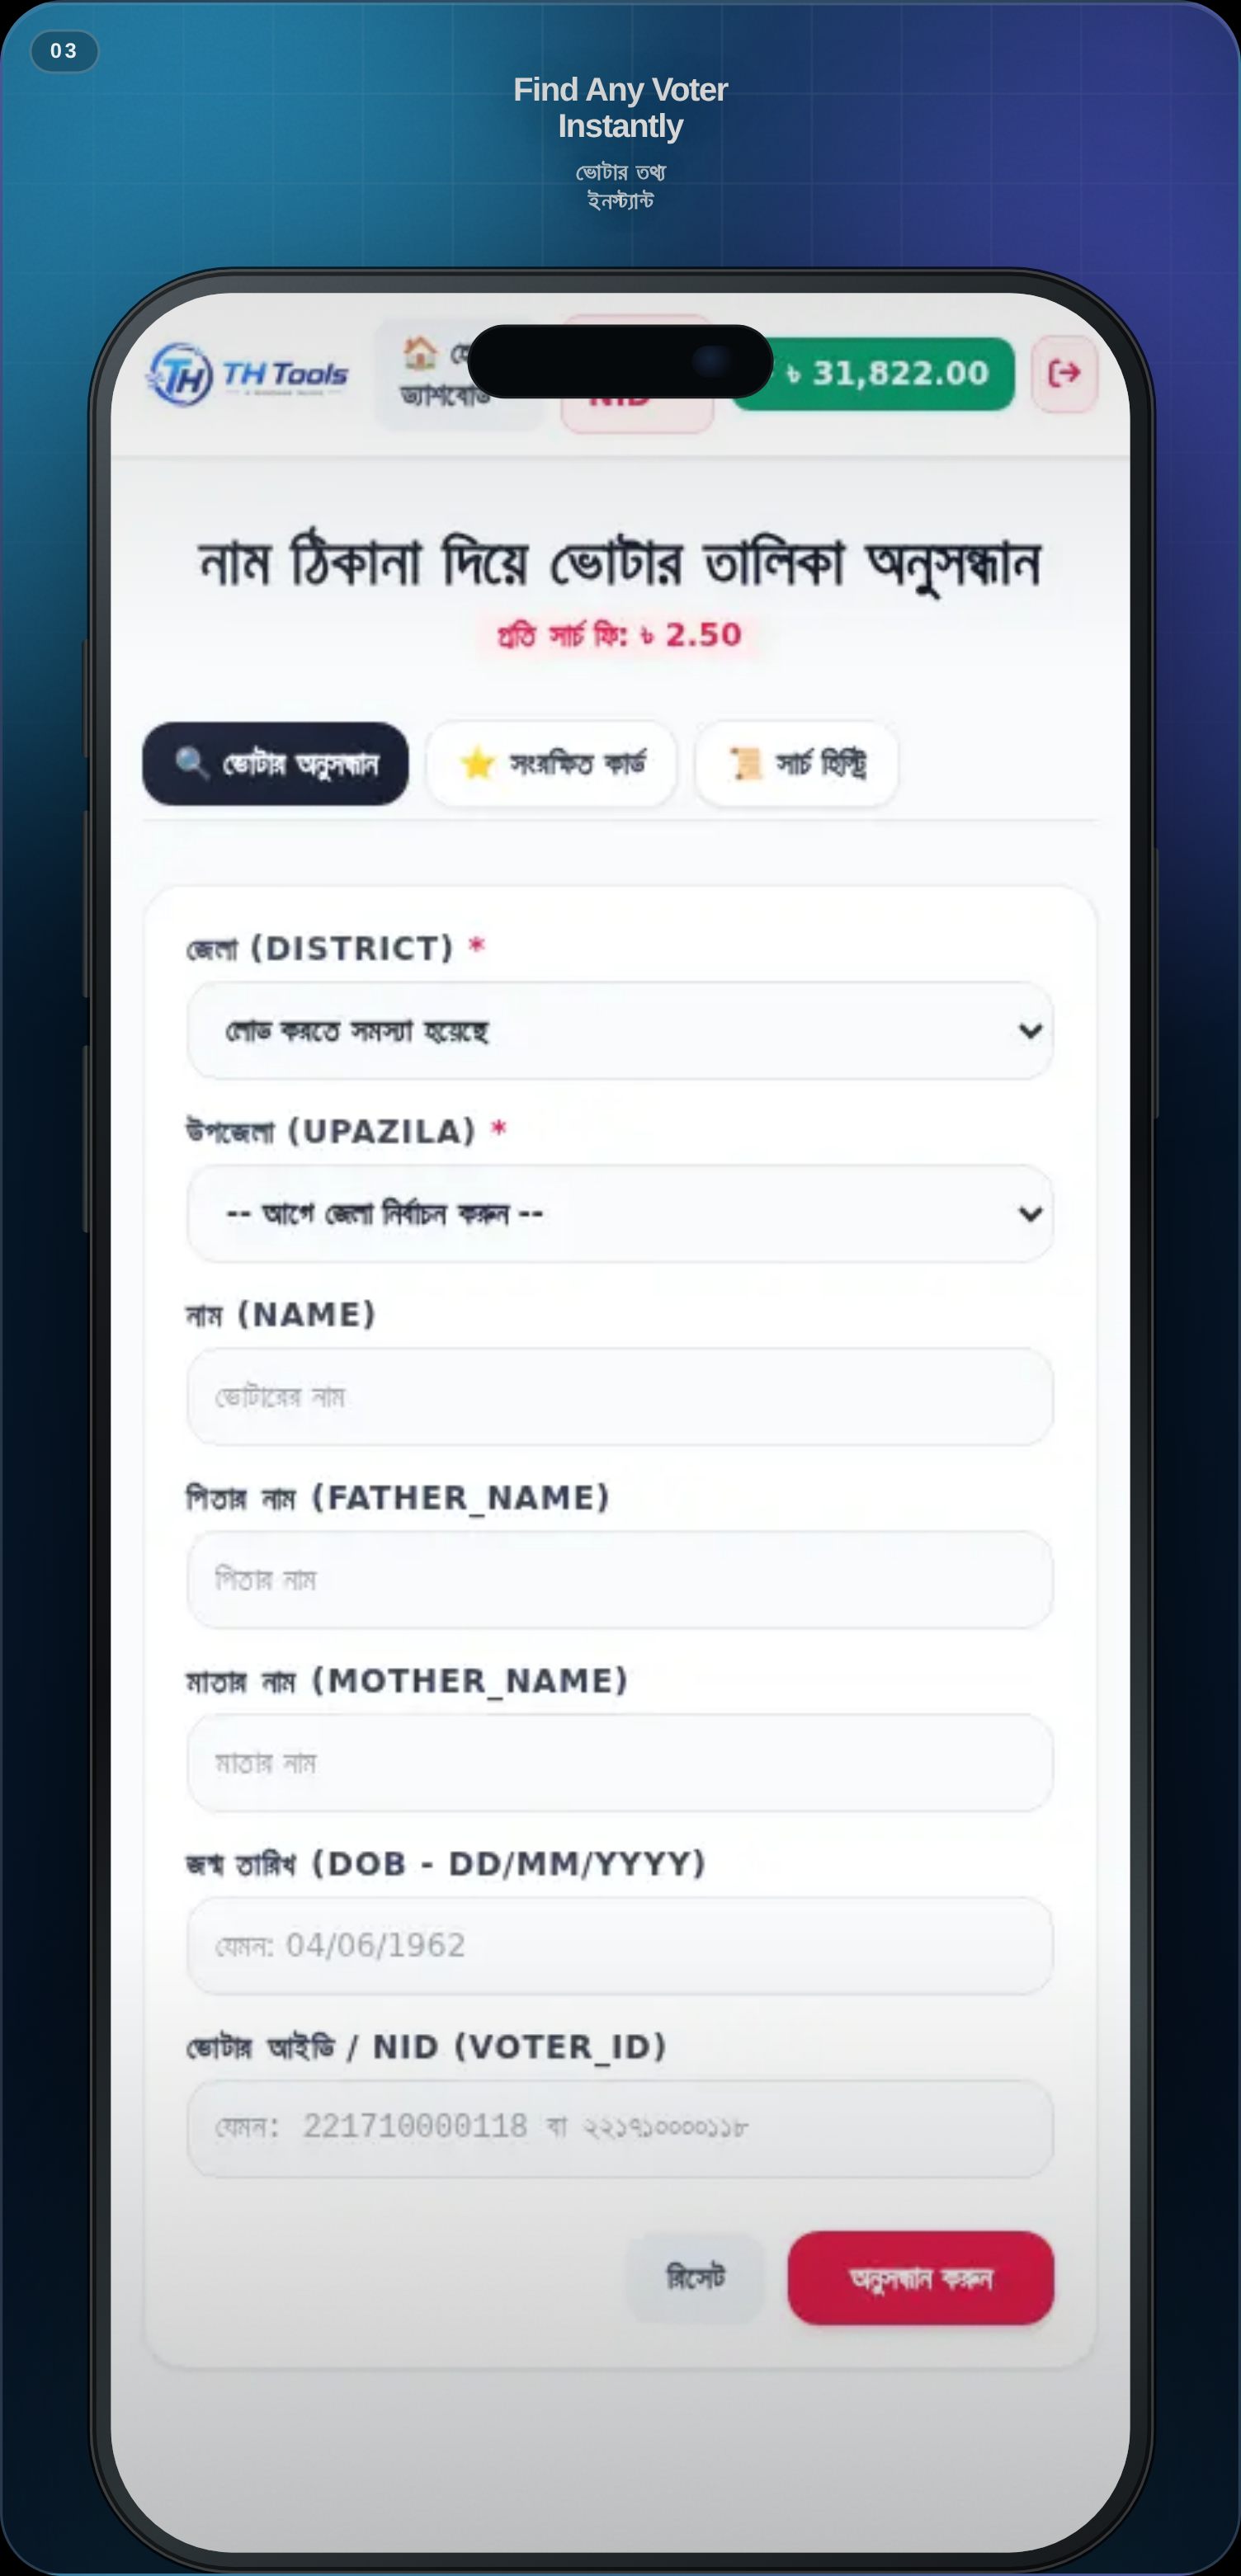 03
Find Any Voter
Instantly
ভোটার তথ্য
ইনস্ট্যান্ট
TH Tools
৳ 31,822.00
ড্যাশবোর্ড
NID
নাম ঠিকানা দিয়ে ভোটার তালিকা অনুসন্ধান
প্রতি সার্চ ফি: ৳ 2.50
ভোটার অনুসন্ধান
সংরক্ষিত কার্ড
সার্চ হিস্ট্রি
জেলা (DISTRICT) *
লোড করতে সমস্যা হয়েছে
উপজেলা (UPAZILA) *
-- আগে জেলা নির্বাচন করুন --
নাম (NAME)
ভোটারের নাম
পিতার নাম (FATHER_NAME)
পিতার নাম
মাতার নাম (MOTHER_NAME)
মাতার নাম
জন্ম তারিখ (DOB - DD/MM/YYYY)
যেমন: 04/06/1962
ভোটার আইডি / NID (VOTER_ID)
যেমন: 221710000118 বা ২২১৭১০০০০১১৮
রিসেট
অনুসন্ধান করুন